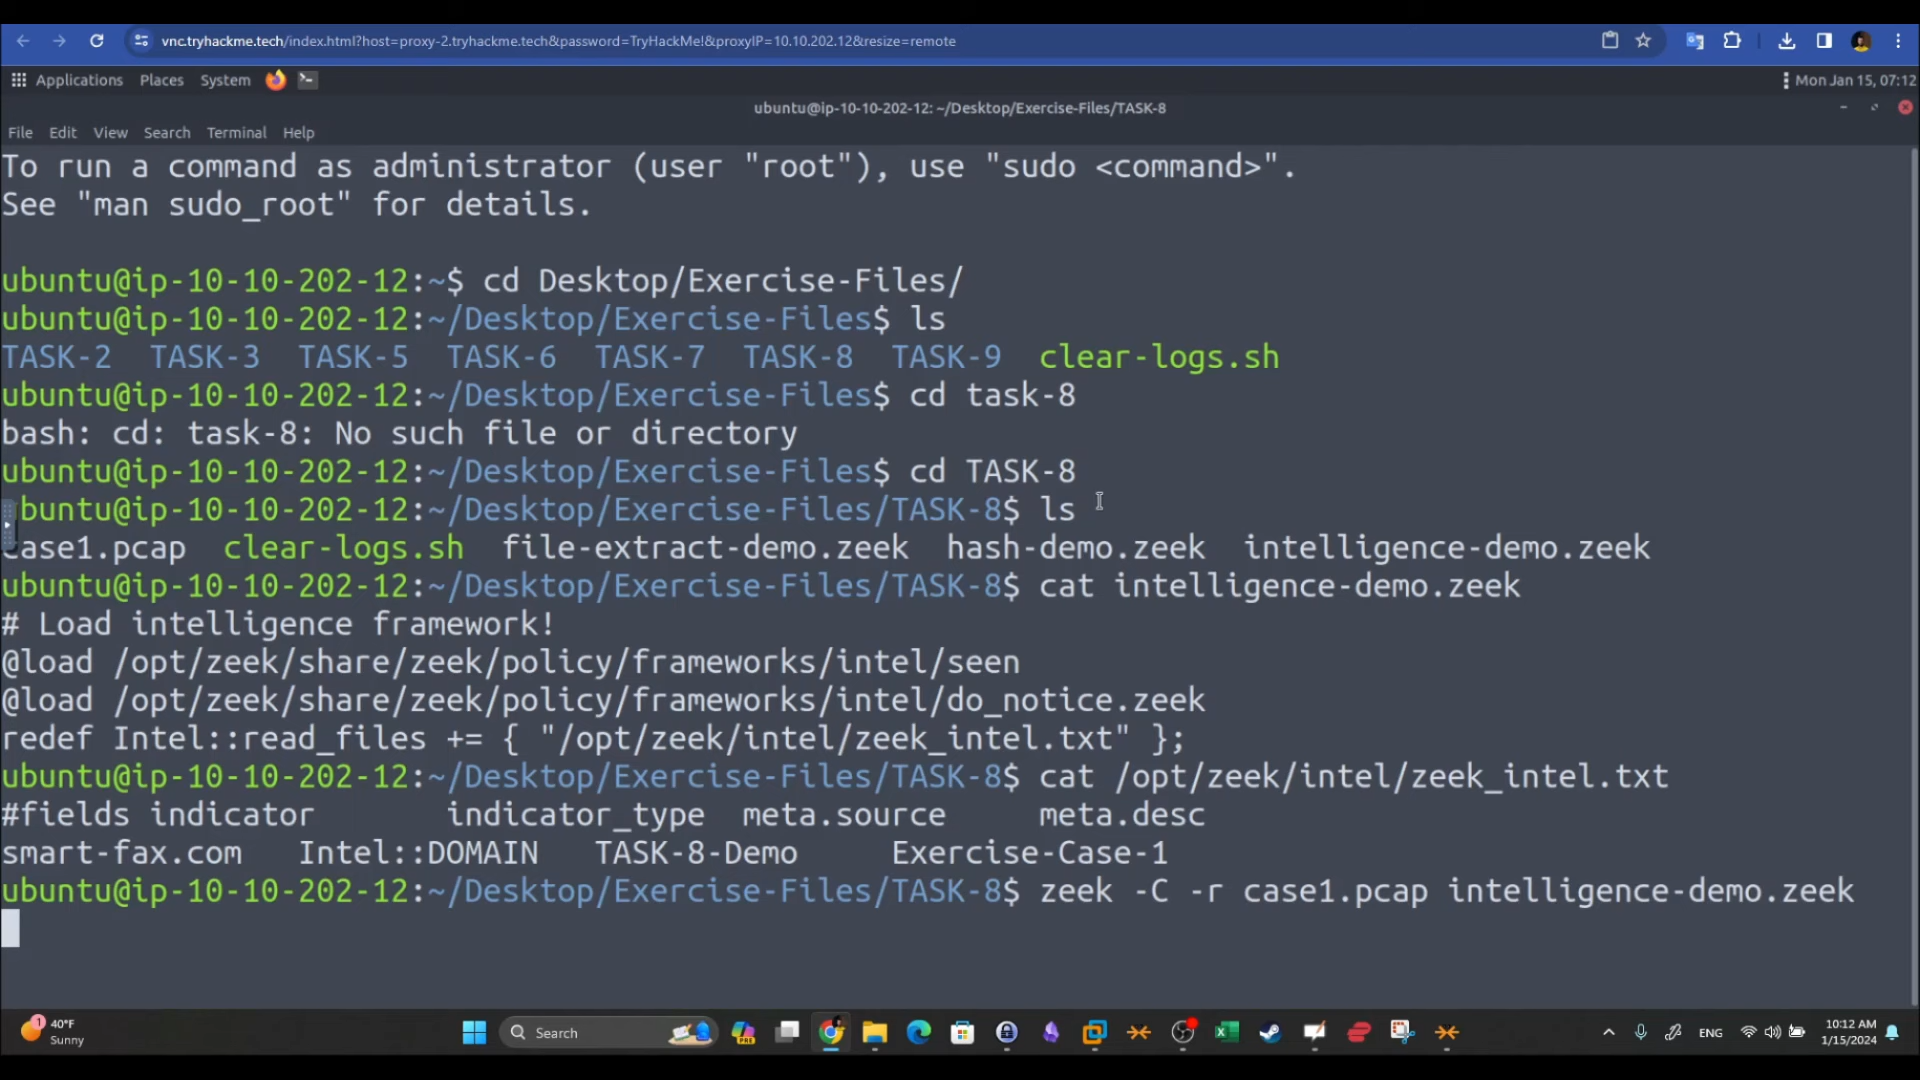 vnc.tryhackme.tech/index.html?host=proxy-2.tryhackme.tech&password=TryHackMe!&proxyIP=10.10.202.12&resize=remote
Applications Places System Mon Jan 15, 07:12
ubuntu@ip-10-10-202-12: ~/Desktop/Exercise-Files/TASK-8
File Edit View Search Terminal Help
To run a command as administrator (user "root"), use "sudo <command>".
See "man sudo_root" for details.
ubuntu@ip-10-10-202-12:~$ cd Desktop/Exercise-Files/
ubuntu@ip-10-10-202-12:~/Desktop/Exercise-Files$ ls
TASK-2 TASK-3 TASK-5 TASK-6 TASK-7 TASK-8 TASK-9 clear-logs.sh
ubuntu@ip-10-10-202-12:~/Desktop/Exercise-Files$ cd task-8
bash: cd: task-8: No such file or directory
ubuntu@ip-10-10-202-12:~/Desktop/Exercise-Files$ cd TASK-8
ubuntu@ip-10-10-202-12:~/Desktop/Exercise-Files/TASK-8$ ls
case1.pcap clear-logs.sh file-extract-demo.zeek hash-demo.zeek intelligence-demo.zeek
ubuntu@ip-10-10-202-12:~/Desktop/Exercise-Files/TASK-8$ cat intelligence-demo.zeek
# Load intelligence framework!
@load /opt/zeek/share/zeek/policy/frameworks/intel/seen
@load /opt/zeek/share/zeek/policy/frameworks/intel/do_notice.zeek
redef Intel::read_files += { "/opt/zeek/intel/zeek_intel.txt" };
ubuntu@ip-10-10-202-12:~/Desktop/Exercise-Files/TASK-8$ cat /opt/zeek/intel/zeek_intel.txt
#fields indicator indicator_type meta.source meta.desc
smart-fax.com Intel::DOMAIN TASK-8-Demo Exercise-Case-1
ubuntu@ip-10-10-202-12:~/Desktop/Exercise-Files/TASK-8$ zeek -C -r case1.pcap intelligence-demo.zeek
1 40°F
Sunny
Search
PRE
ENG
10:12 AM
1/15/2024